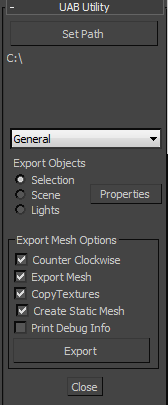 - UAB Utility
Set Path
C:\
General
Export Objects
Selection
Scene
Properties
Lights
Export Mesh Options
Counter Clockwise
Export Mesh
CopyTextures
Create Static Mesh
Print Debug Info
Export
Close